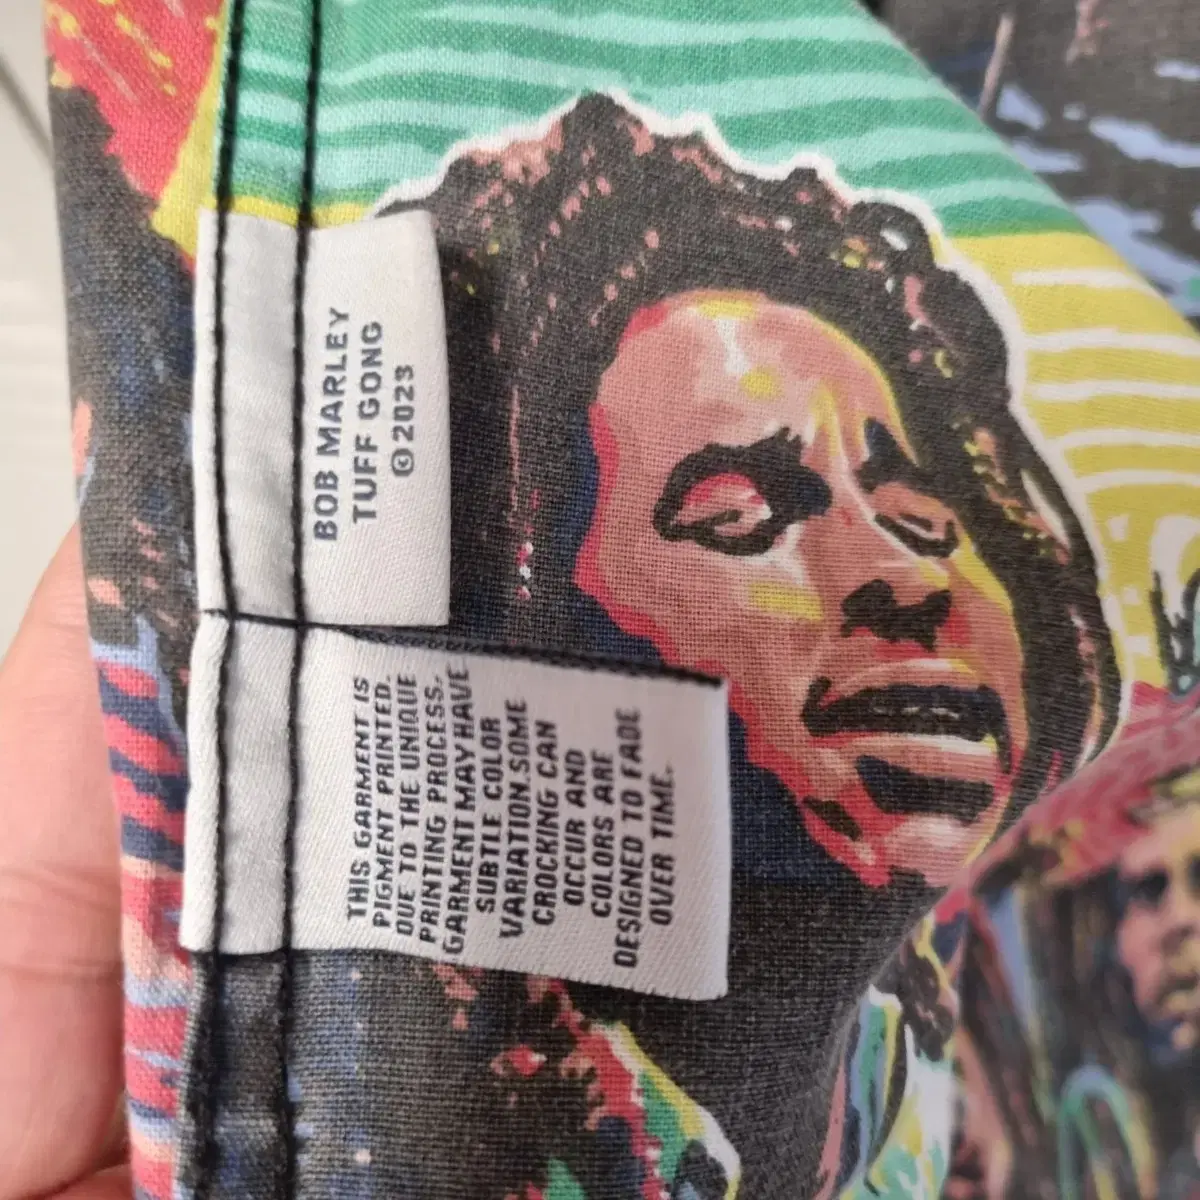 BOB MARLEY
TUFF GONG
©2023
THIS GARMENT IS
PIGMENT PRINTED.
DUE TO THE UNIQUE
PRINTING PROCESS,
GARMENT MAY HAVE
SUBTLE COLOR
VARIATION.SOME
CROCKING CAN
OCCUR AND
COLORS ARE
DESIGNED TO FADE
OVER TIME.